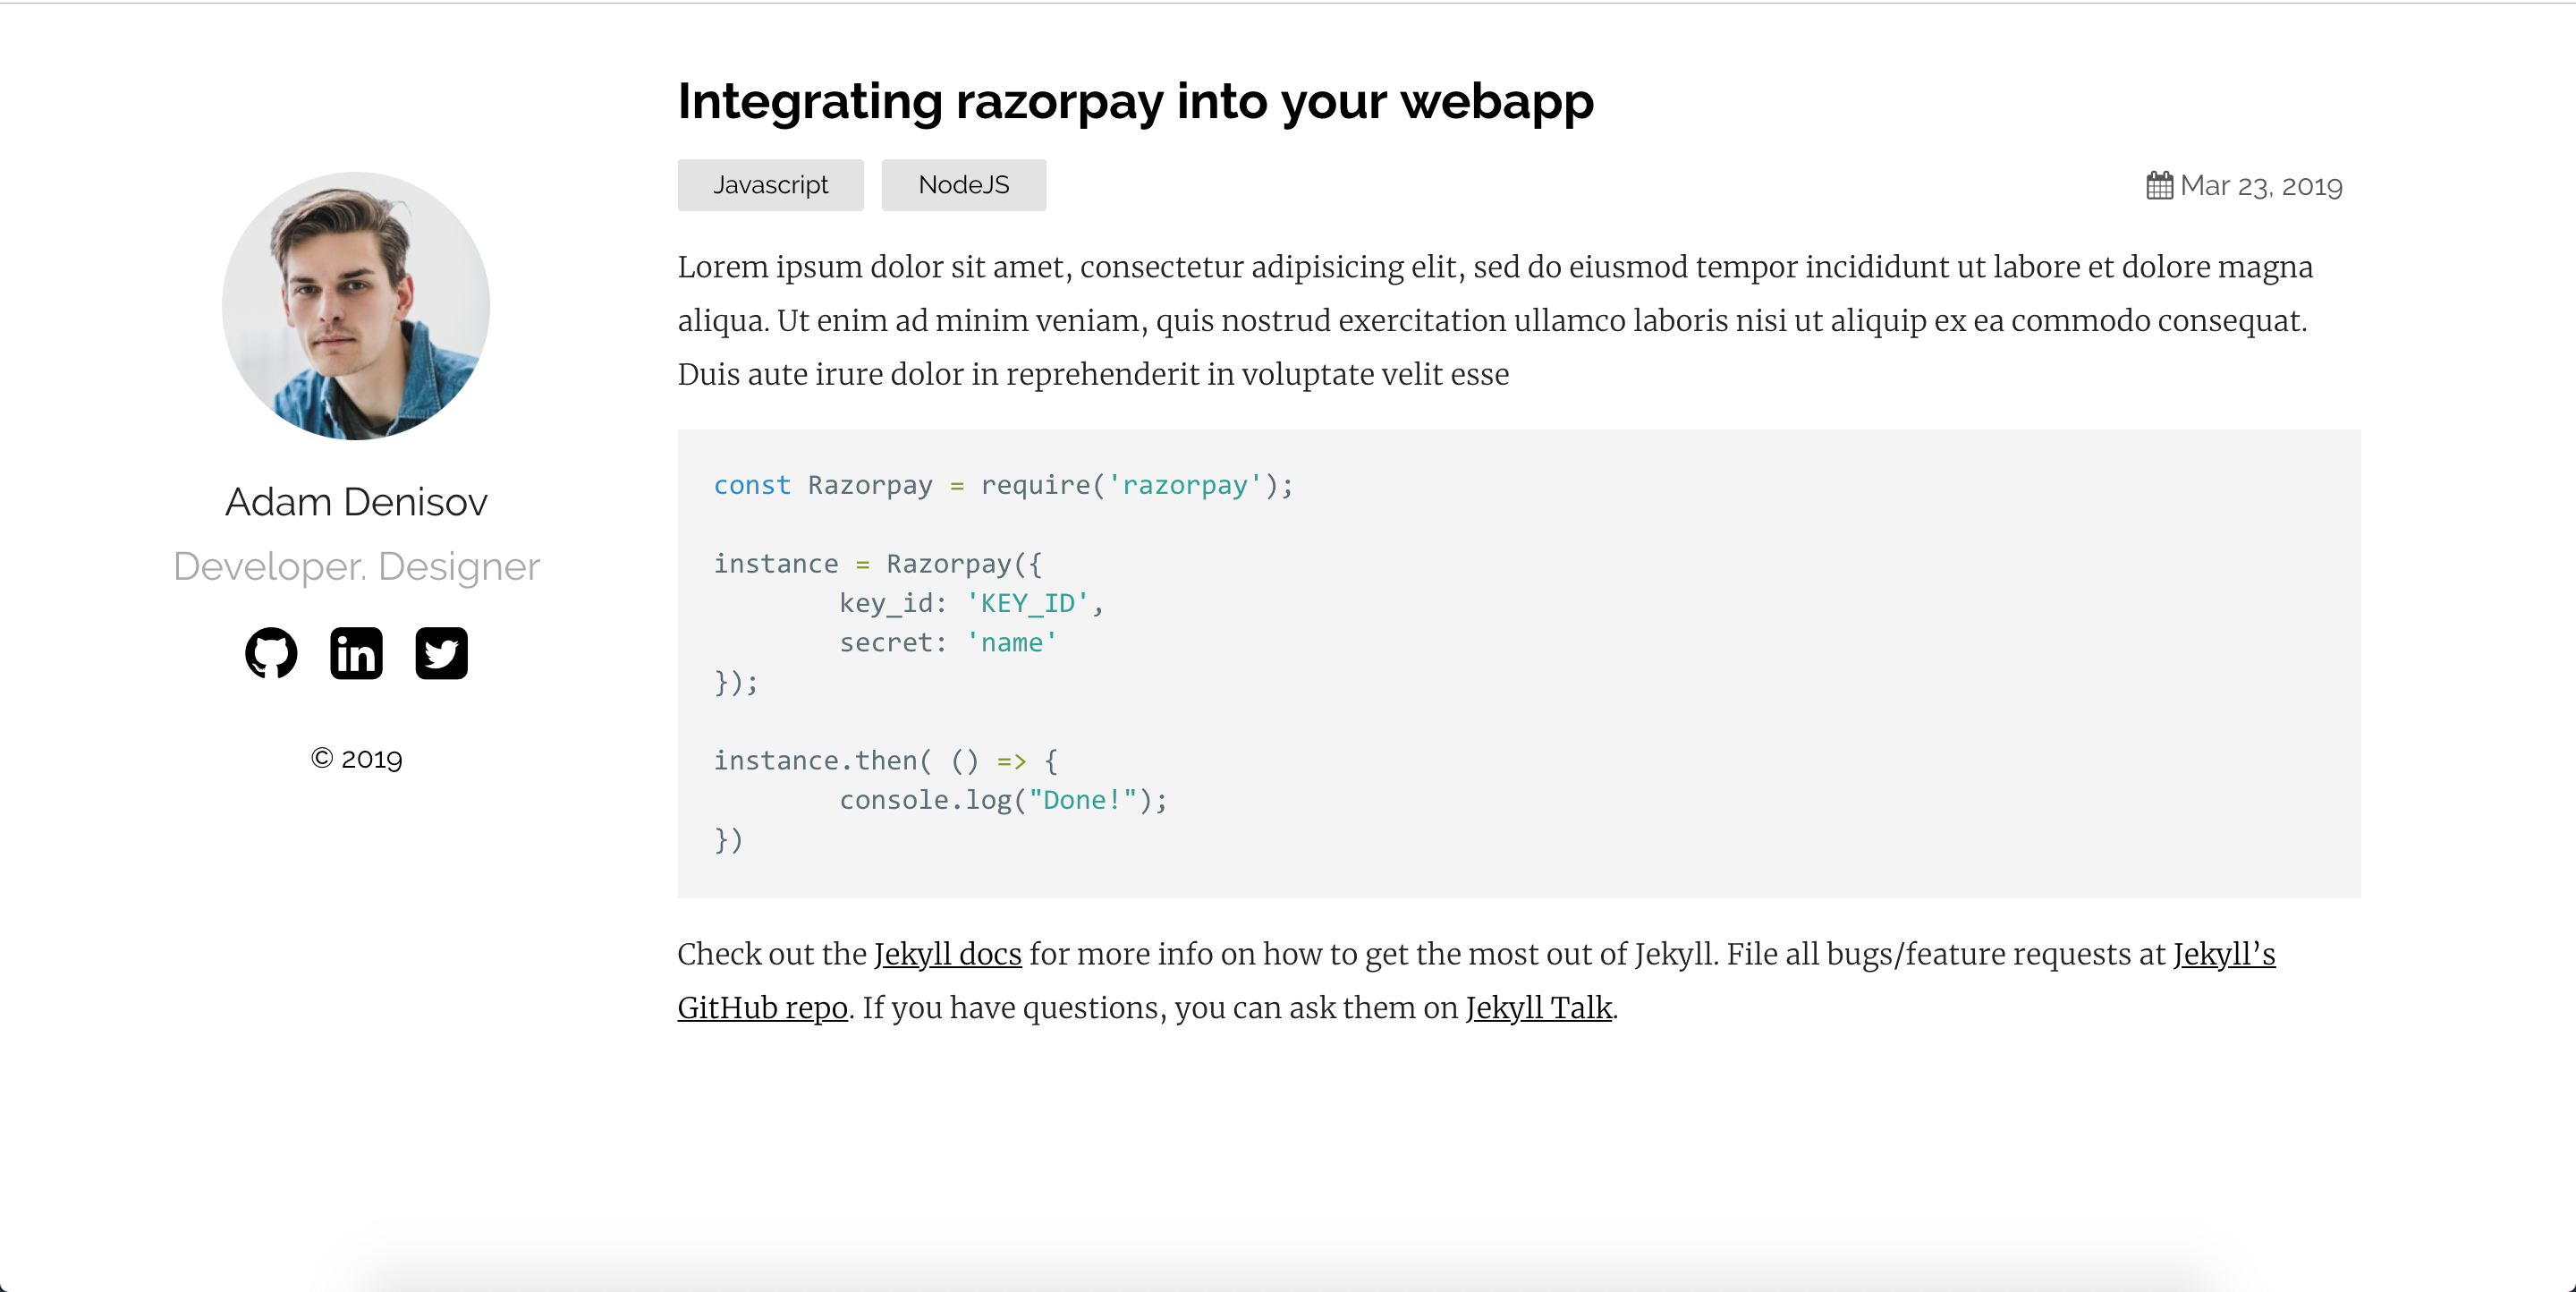 Integrating razorpay into your webapp
Javascript NodeJS Mar 23, 2019
Lorem ipsum dolor sit amet, consectetur adipisicing elit, sed do eiusmod tempor incididunt ut labore et dolore magna
aliqua. Ut enim ad minim veniam, quis nostrud exercitation ullamco laboris nisi ut aliquip ex ea commodo consequat.
Duis aute irure dolor in reprehenderit in voluptate velit esse
const Razorpay = require('razorpay');
instance = Razorpay({
        key_id: 'KEY_ID',
        secret: 'name'
});
instance.then( () => {
        console.log("Done!");
})
Check out the Jekyll docs for more info on how to get the most out of Jekyll. File all bugs/feature requests at Jekyll’s
GitHub repo. If you have questions, you can ask them on Jekyll Talk.
Adam Denisov
Developer. Designer
in
© 2019